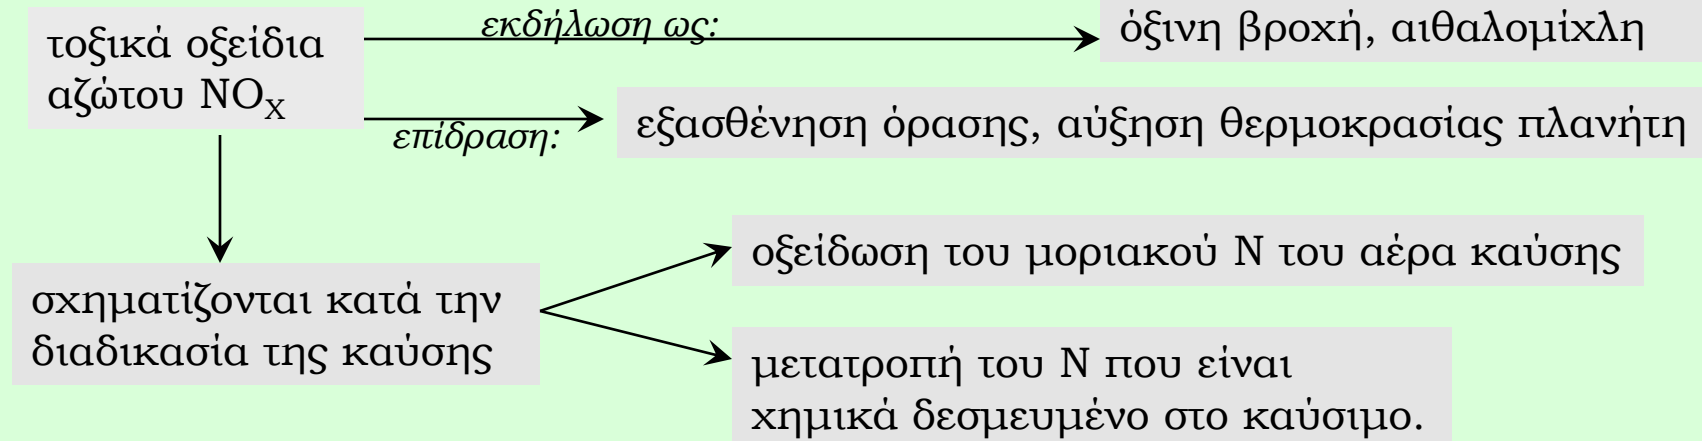 τοξικά οξείδια
αζώτου NOX
εκδήλωση ως:
όξινη βροχή, αιθαλομίχλη
επίδραση:
εξασθένηση όρασης, αύξηση θερμοκρασίας πλανήτη
σχηματίζονται κατά την
διαδικασία της καύσης
οξείδωση του μοριακού Ν του αέρα καύσης
μετατροπή του Ν που είναι
χημικά δεσμευμένο στο καύσιμο.